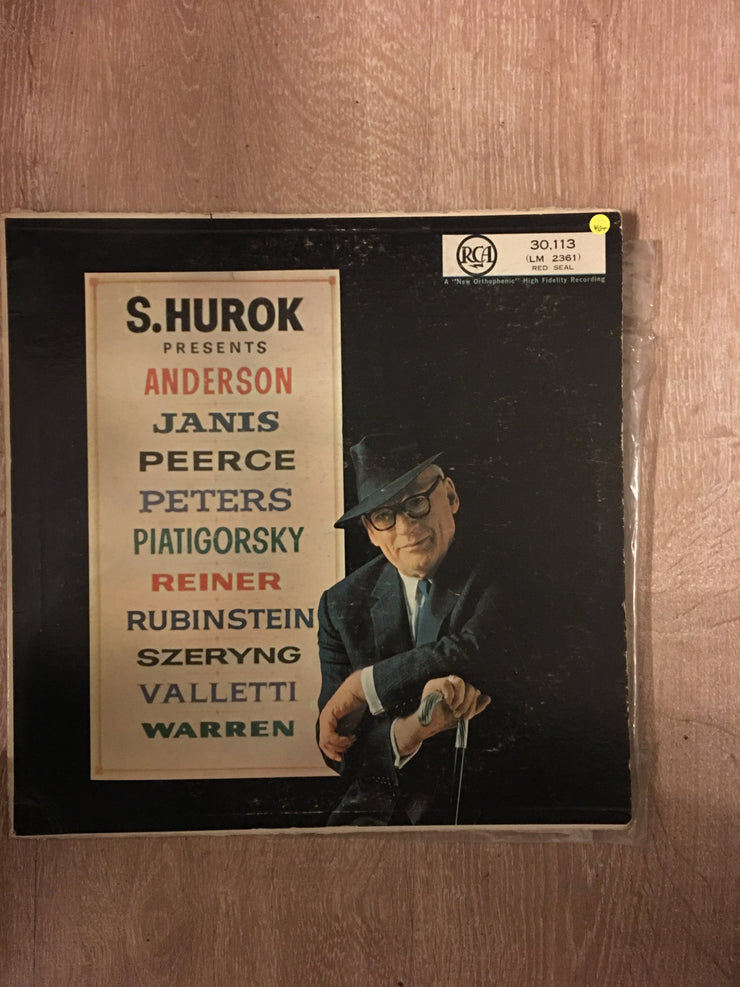 VG+
RCA
30,113
(LM 2361)
RED SEAL
A "New Orthophonic" High Fidelity Recording
S.HUROK
PRESENTS
ANDERSON
JANIS
PEERCE
PETERS
PIATIGORSKY
REINER
RUBINSTEIN
SZERYNG
VALLETTI
WARREN